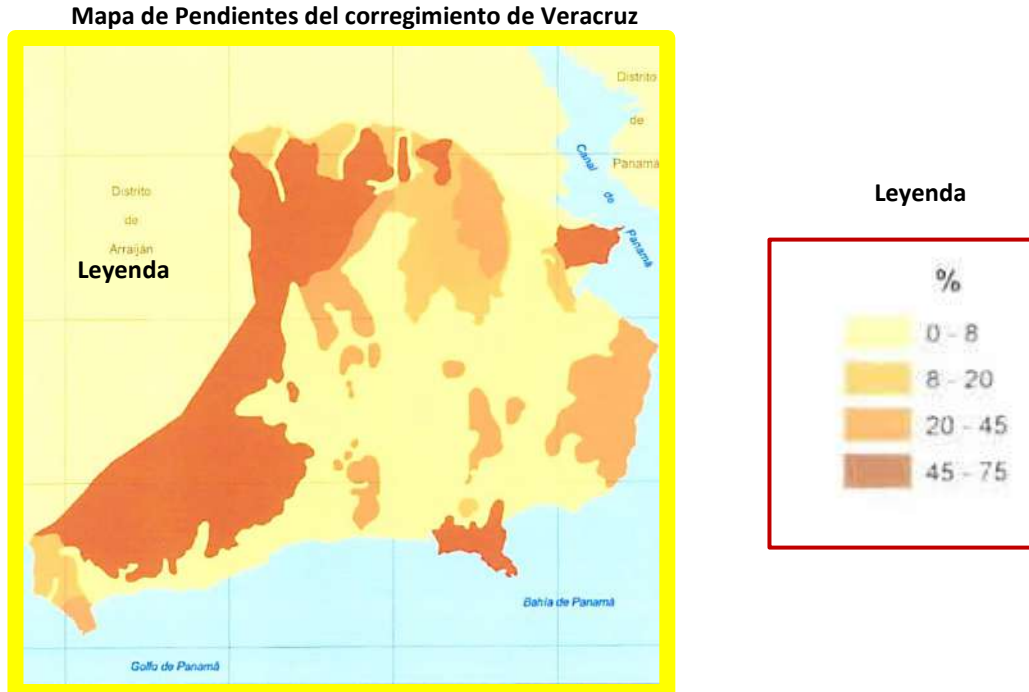 Mapa de Pendientes del corregimiento de Veracruz
Distrito
de
Panamá
Canal
de
Panamá
Distrito
de
Arraiján
Leyenda
Bahía de Panamá
Golfo de Panamá
Leyenda
%
0 - 8
8 - 20
20 - 45
45 - 75